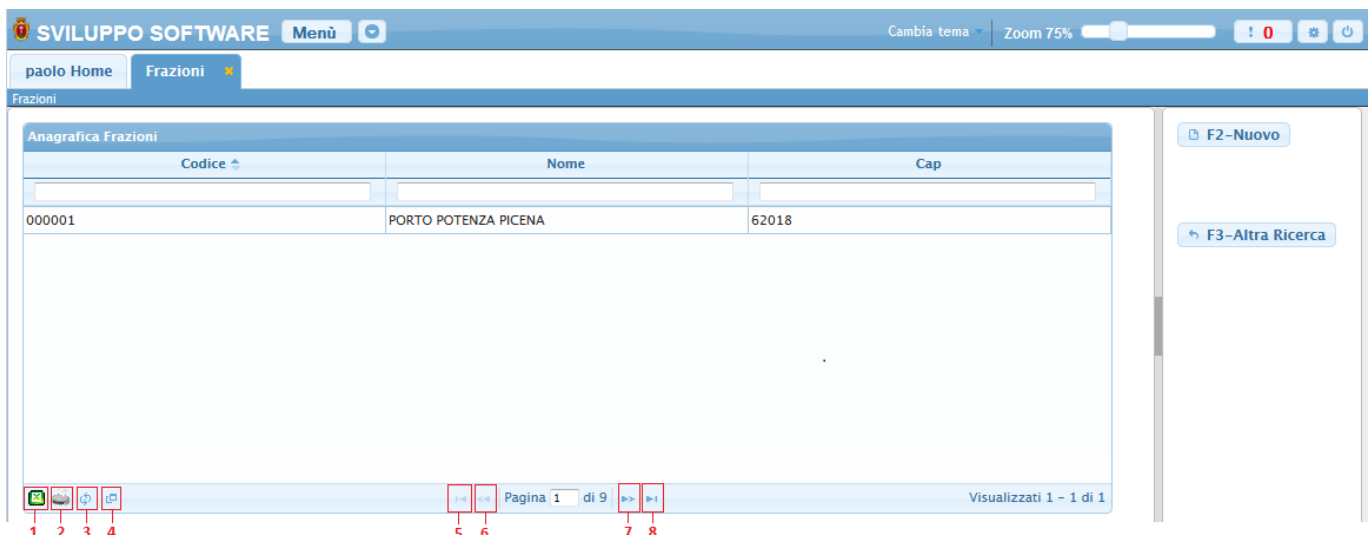 SVILUPPO SOFTWARE Menù Cambia tema Zoom 75% ! 0
paolo Home Frazioni ×
Frazioni
Anagrafica Frazioni F2-Nuovo
Codice Nome Cap
000001 PORTO POTENZA PICENA 62018
F3-Altra Ricerca
Pagina 1 di 9 Visualizzati 1 - 1 di 1
1 2 3 4 5 6 7 8